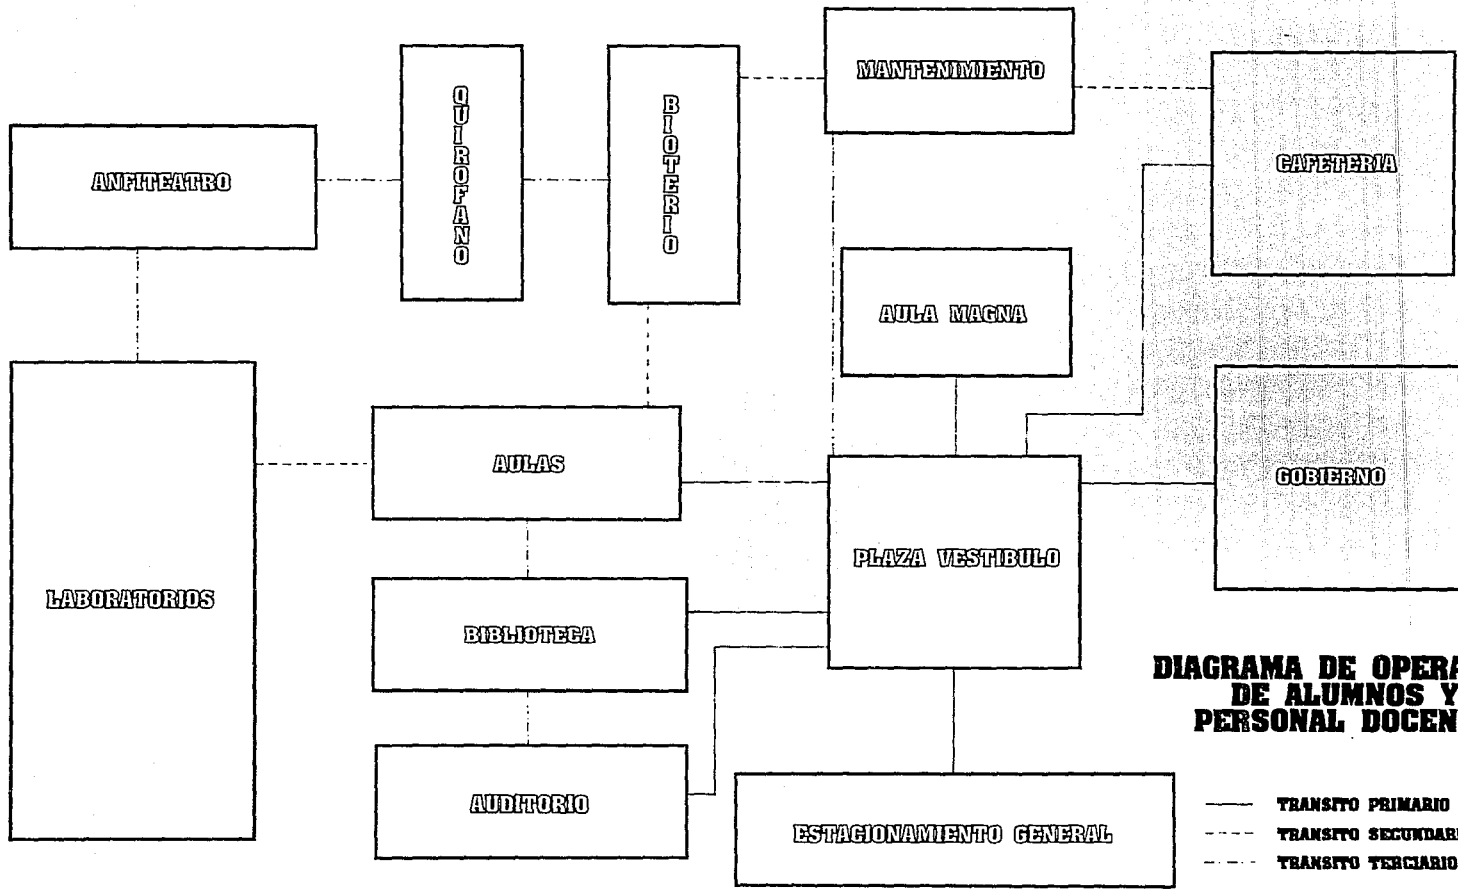 MANTENIMIENTO
QUIROFANO
BIOTERIO
CAFETERIA
ANFITEATRO
AULA MAGNA
AULAS
GOBIERNO
PLAZA VESTIBULO
LABORATORIOS
BIBLIOTECA
DIAGRAMA DE OPERA
DE ALUMNOS Y
PERSONAL DOCEN
AUDITORIO
ESTACIONAMIENTO GENERAL
TRANSITO PRIMARIO
TRANSITO SECUNDARI
TRANSITO TERCIARIO